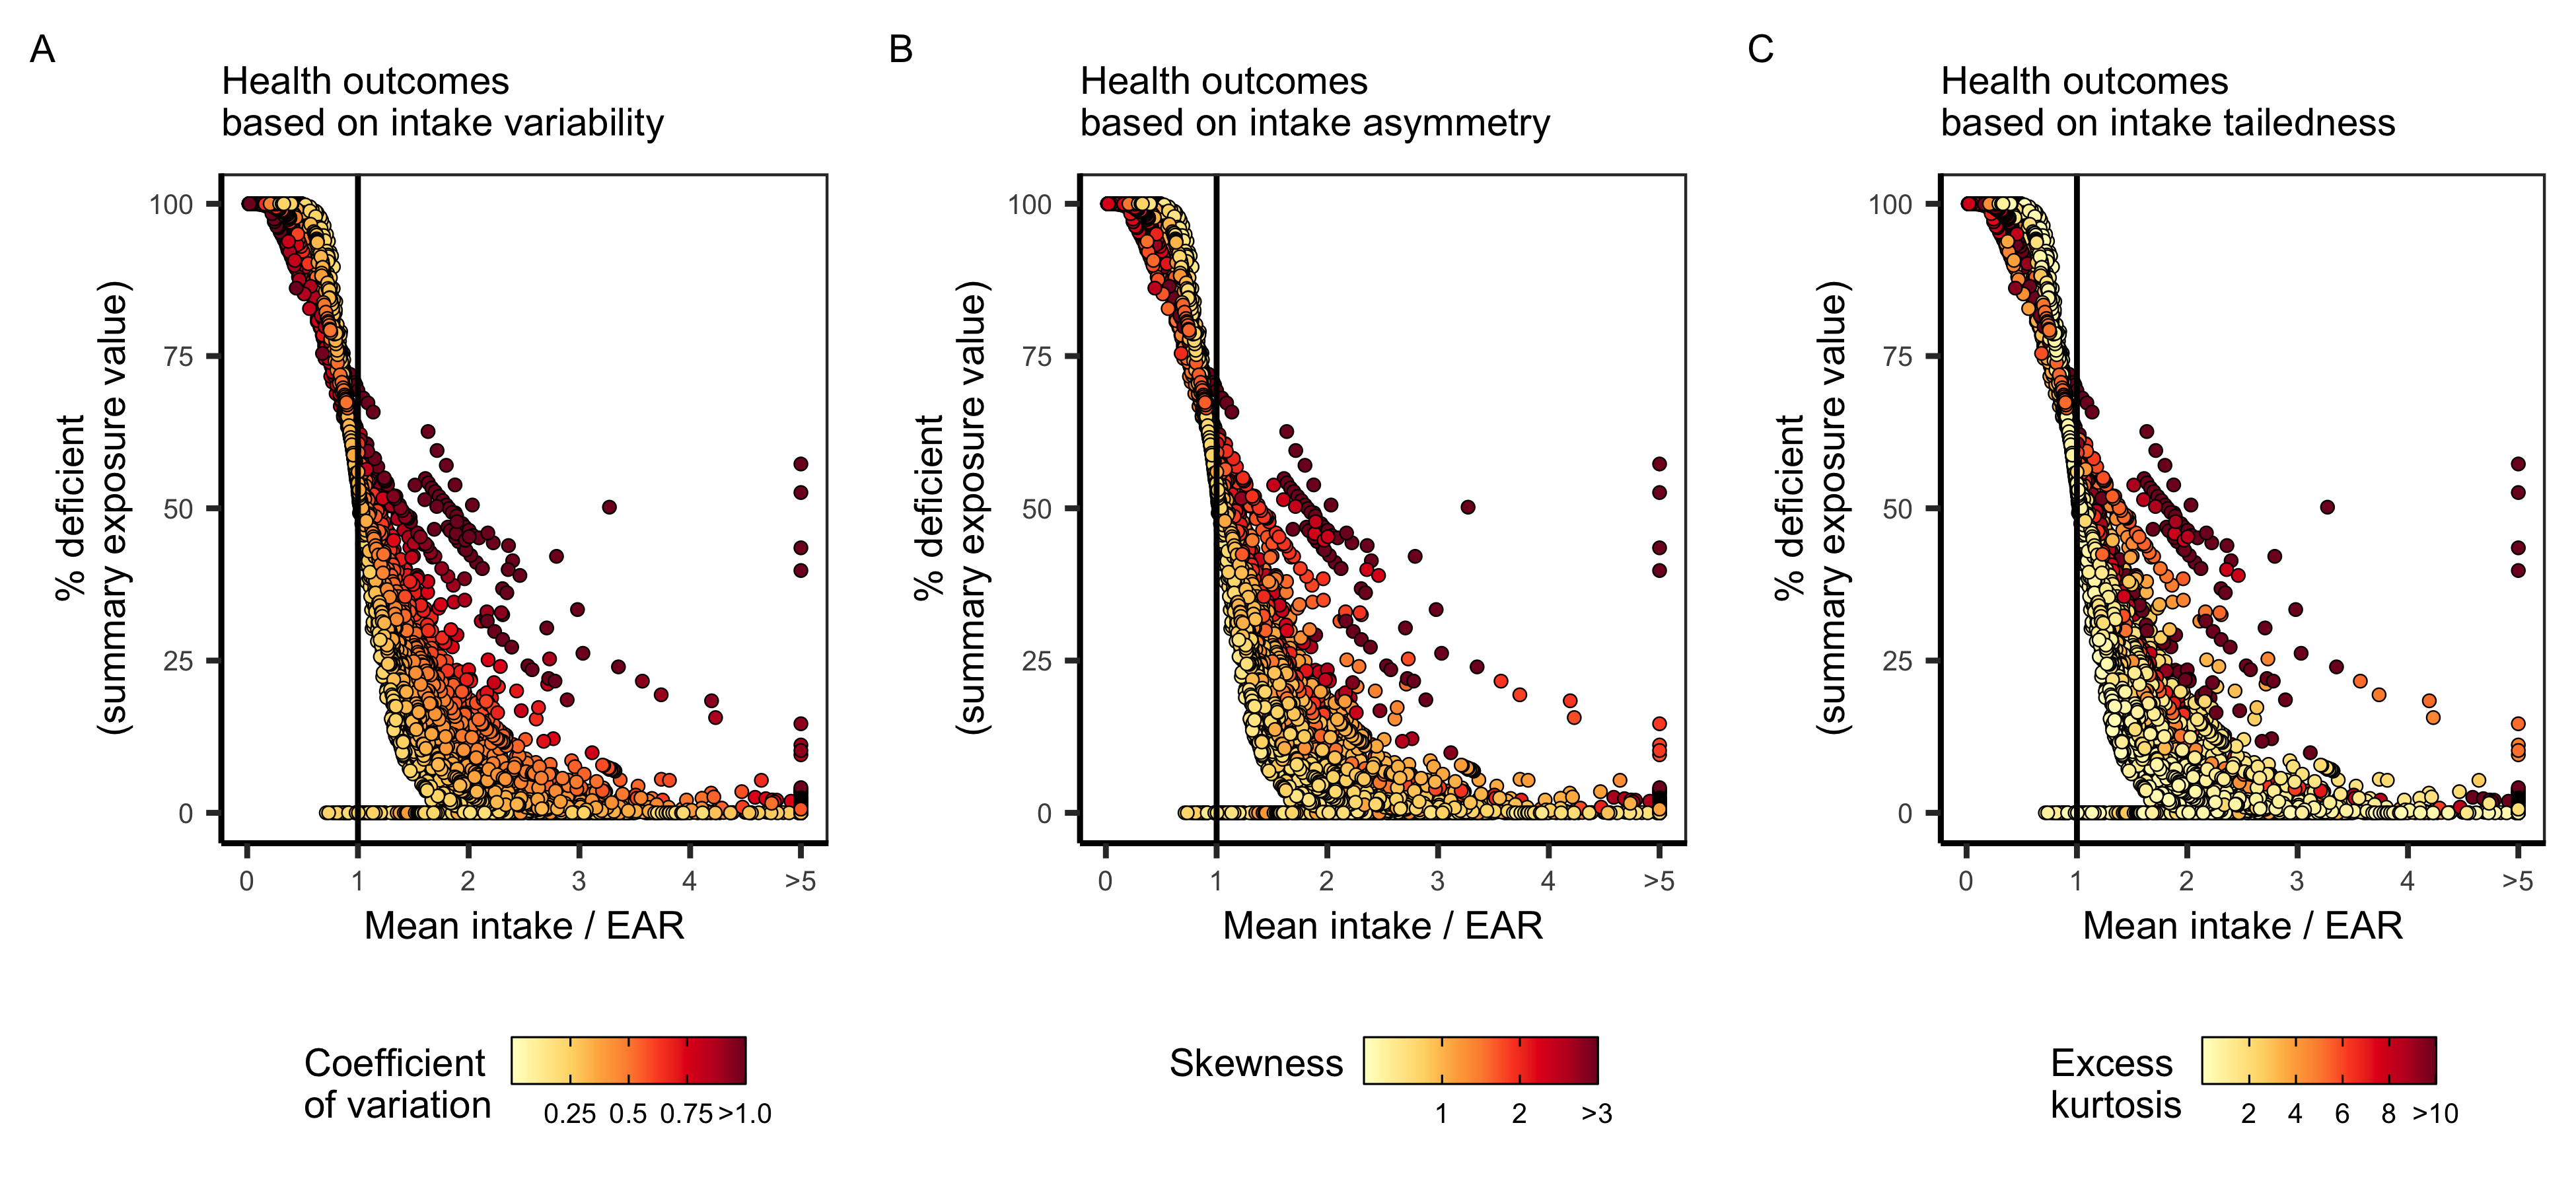 A
Health outcomes
based on intake variability
% deficient
(summary exposure value)
100
75
50
25
0
0 1 2 3 4 >5
Mean intake / EAR
Coefficient
of variation
0.25 0.5 0.75 >1.0
B
Health outcomes
based on intake asymmetry
% deficient
(summary exposure value)
100
75
50
25
0
0 1 2 3 4 >5
Mean intake / EAR
Skewness
1 2 >3
C
Health outcomes
based on intake tailedness
% deficient
(summary exposure value)
100
75
50
25
0
0 1 2 3 4 >5
Mean intake / EAR
Excess
kurtosis
2 4 6 8 >10